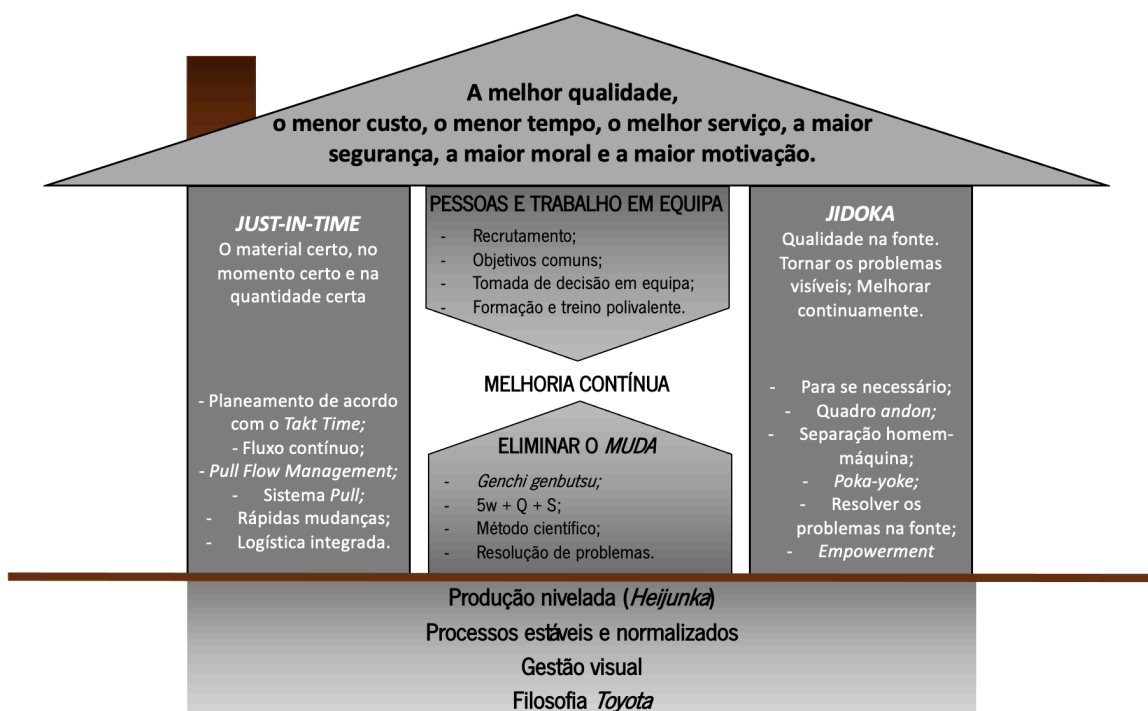 A melhor qualidade,
o menor custo, o menor tempo, o melhor serviço, a maior
segurança, a maior moral e a maior motivação.
JUST-IN-TIME
O material certo, no
momento certo e na
quantidade certa
- Planeamento de acordo
com o Takt Time;
- Fluxo contínuo;
- Pull Flow Management;
- Sistema Pull;
- Rápidas mudanças;
- Logística integrada.
PESSOAS E TRABALHO EM EQUIPA
- Recrutamento;
- Objetivos comuns;
- Tomada de decisão em equipa;
- Formação e treino polivalente.
MELHORIA CONTÍNUA
ELIMINAR O MUDA
- Genchi genbutsu;
- 5w + Q + S;
- Método científico;
- Resolução de problemas.
JIDOKA
Qualidade na fonte.
Tornar os problemas
visíveis; Melhorar
continuamente.
- Para se necessário;
- Quadro andon;
- Separação homem-
máquina;
- Poka-yoke;
- Resolver os
problemas na fonte;
- Empowerment
Produção nivelada (Heijunka)
Processos estáveis e normalizados
Gestão visual
Filosofia Toyota